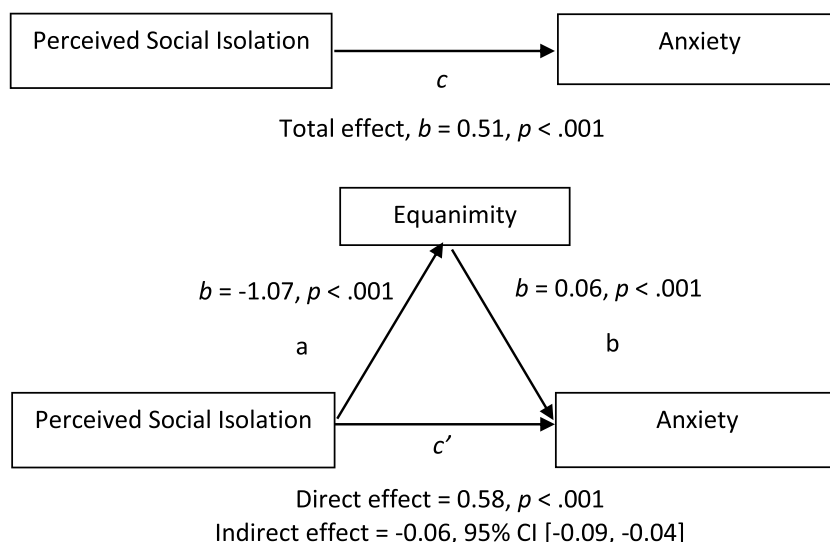 Perceived Social Isolation
Anxiety
c
Total effect, b = 0.51, p < .001
Equanimity
b = -1.07, p < .001
b = 0.06, p < .001
a
b
Perceived Social Isolation
Anxiety
c’
Direct effect = 0.58, p < .001
Indirect effect = -0.06, 95% CI [-0.09, -0.04]